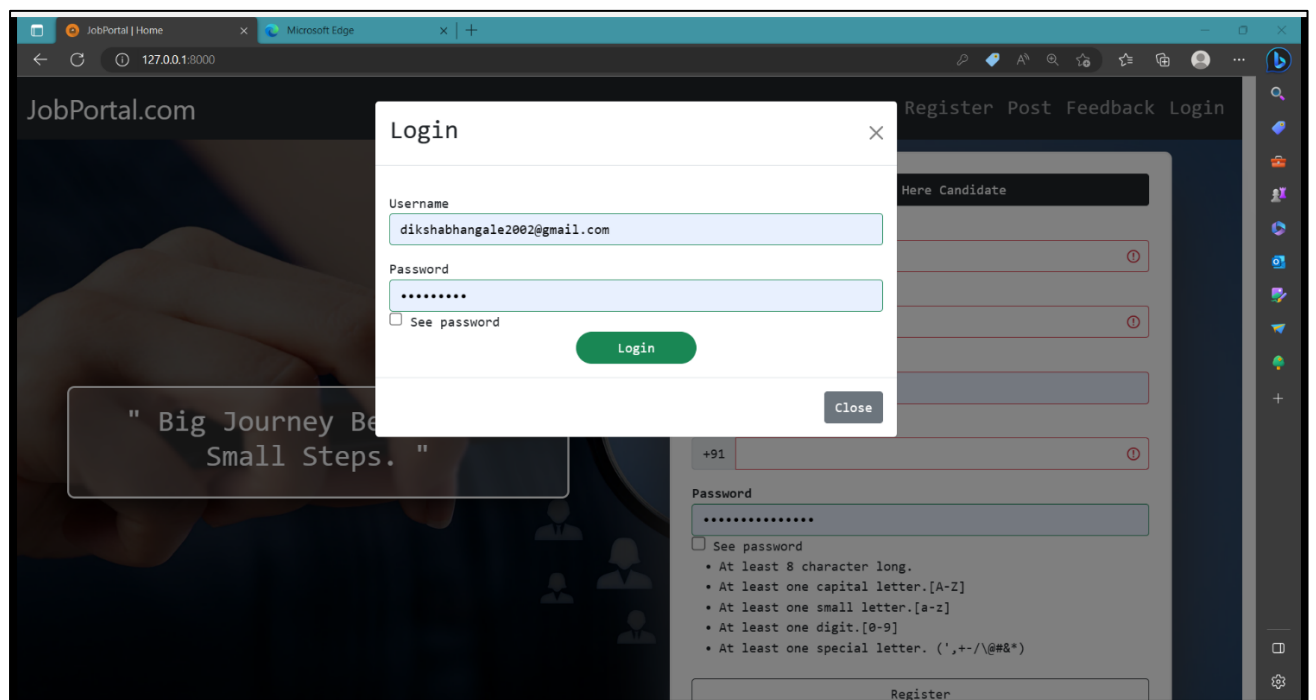 JobPortal | Home
Microsoft Edge
127.0.0.1:8000
JobPortal.com
Register Post Feedback Login
Login
Username
dikshabhangale2002@gmail.com
Password
•••••••••
See password
Login
Close
Here Candidate
" Big Journey Be
Small Steps. "
+91
Password
•••••••••••••••
See password
• At least 8 character long.
• At least one capital letter.[A-Z]
• At least one small letter.[a-z]
• At least one digit.[0-9]
• At least one special letter. (',+-/\@#&*)
Register